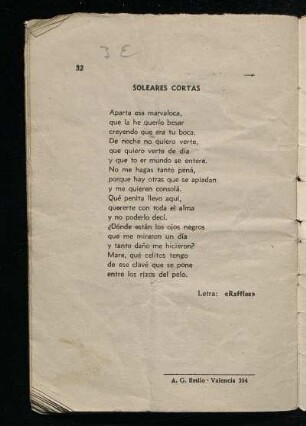 3 E
32
SOLEARES CORTAS
Aparta esa marvaloca,
que la he querío besar
creyendo que era tu boca.
De noche no quiero verte,
que quiero verte de día
y que to er mundo se entere.
No me hagas tanto pená,
porque hay otras que se apiadan
y me quieren consolá.
Qué penita llevo aquí,
quererte con toda el alma
y no poderlo decí.
¿Dónde están los ojos negros
que me miraron un día
y tanto daño me hicieron?
Mare, qué celitos tengo
de ese clavé que se pone
entre los rizos del pelo.
Letra: «Raffles»
A. G. Emilio - Valencia 314